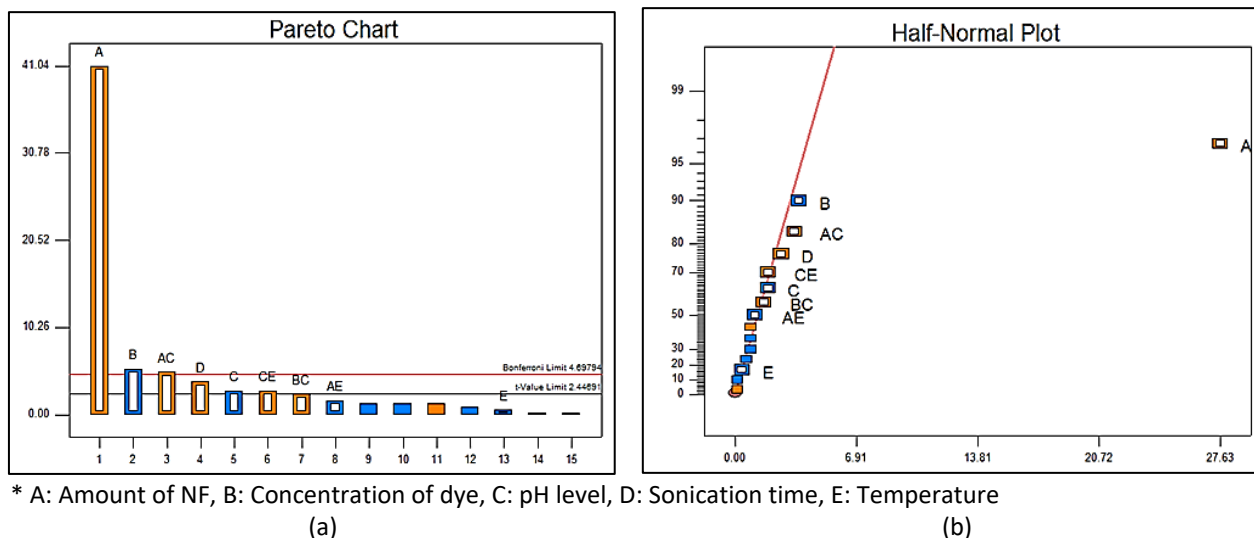 Pareto Chart
A
41.04
30.78
20.52
10.26
0.00
B
AC
D
C
CE
BC
AE
E
Bonferroni Limit 4.69794
t-Value Limit 2.44691
1 2 3 4 5 6 7 8 9 10 11 12 13 14 15
Half-Normal Plot
99
95
90
80
70
50
30
20
10
0
A
B
AC
D
CE
C
BC
AE
E
0.00 6.91 13.81 20.72 27.63
* A: Amount of NF, B: Concentration of dye, C: pH level, D: Sonication time, E: Temperature
(a) (b)